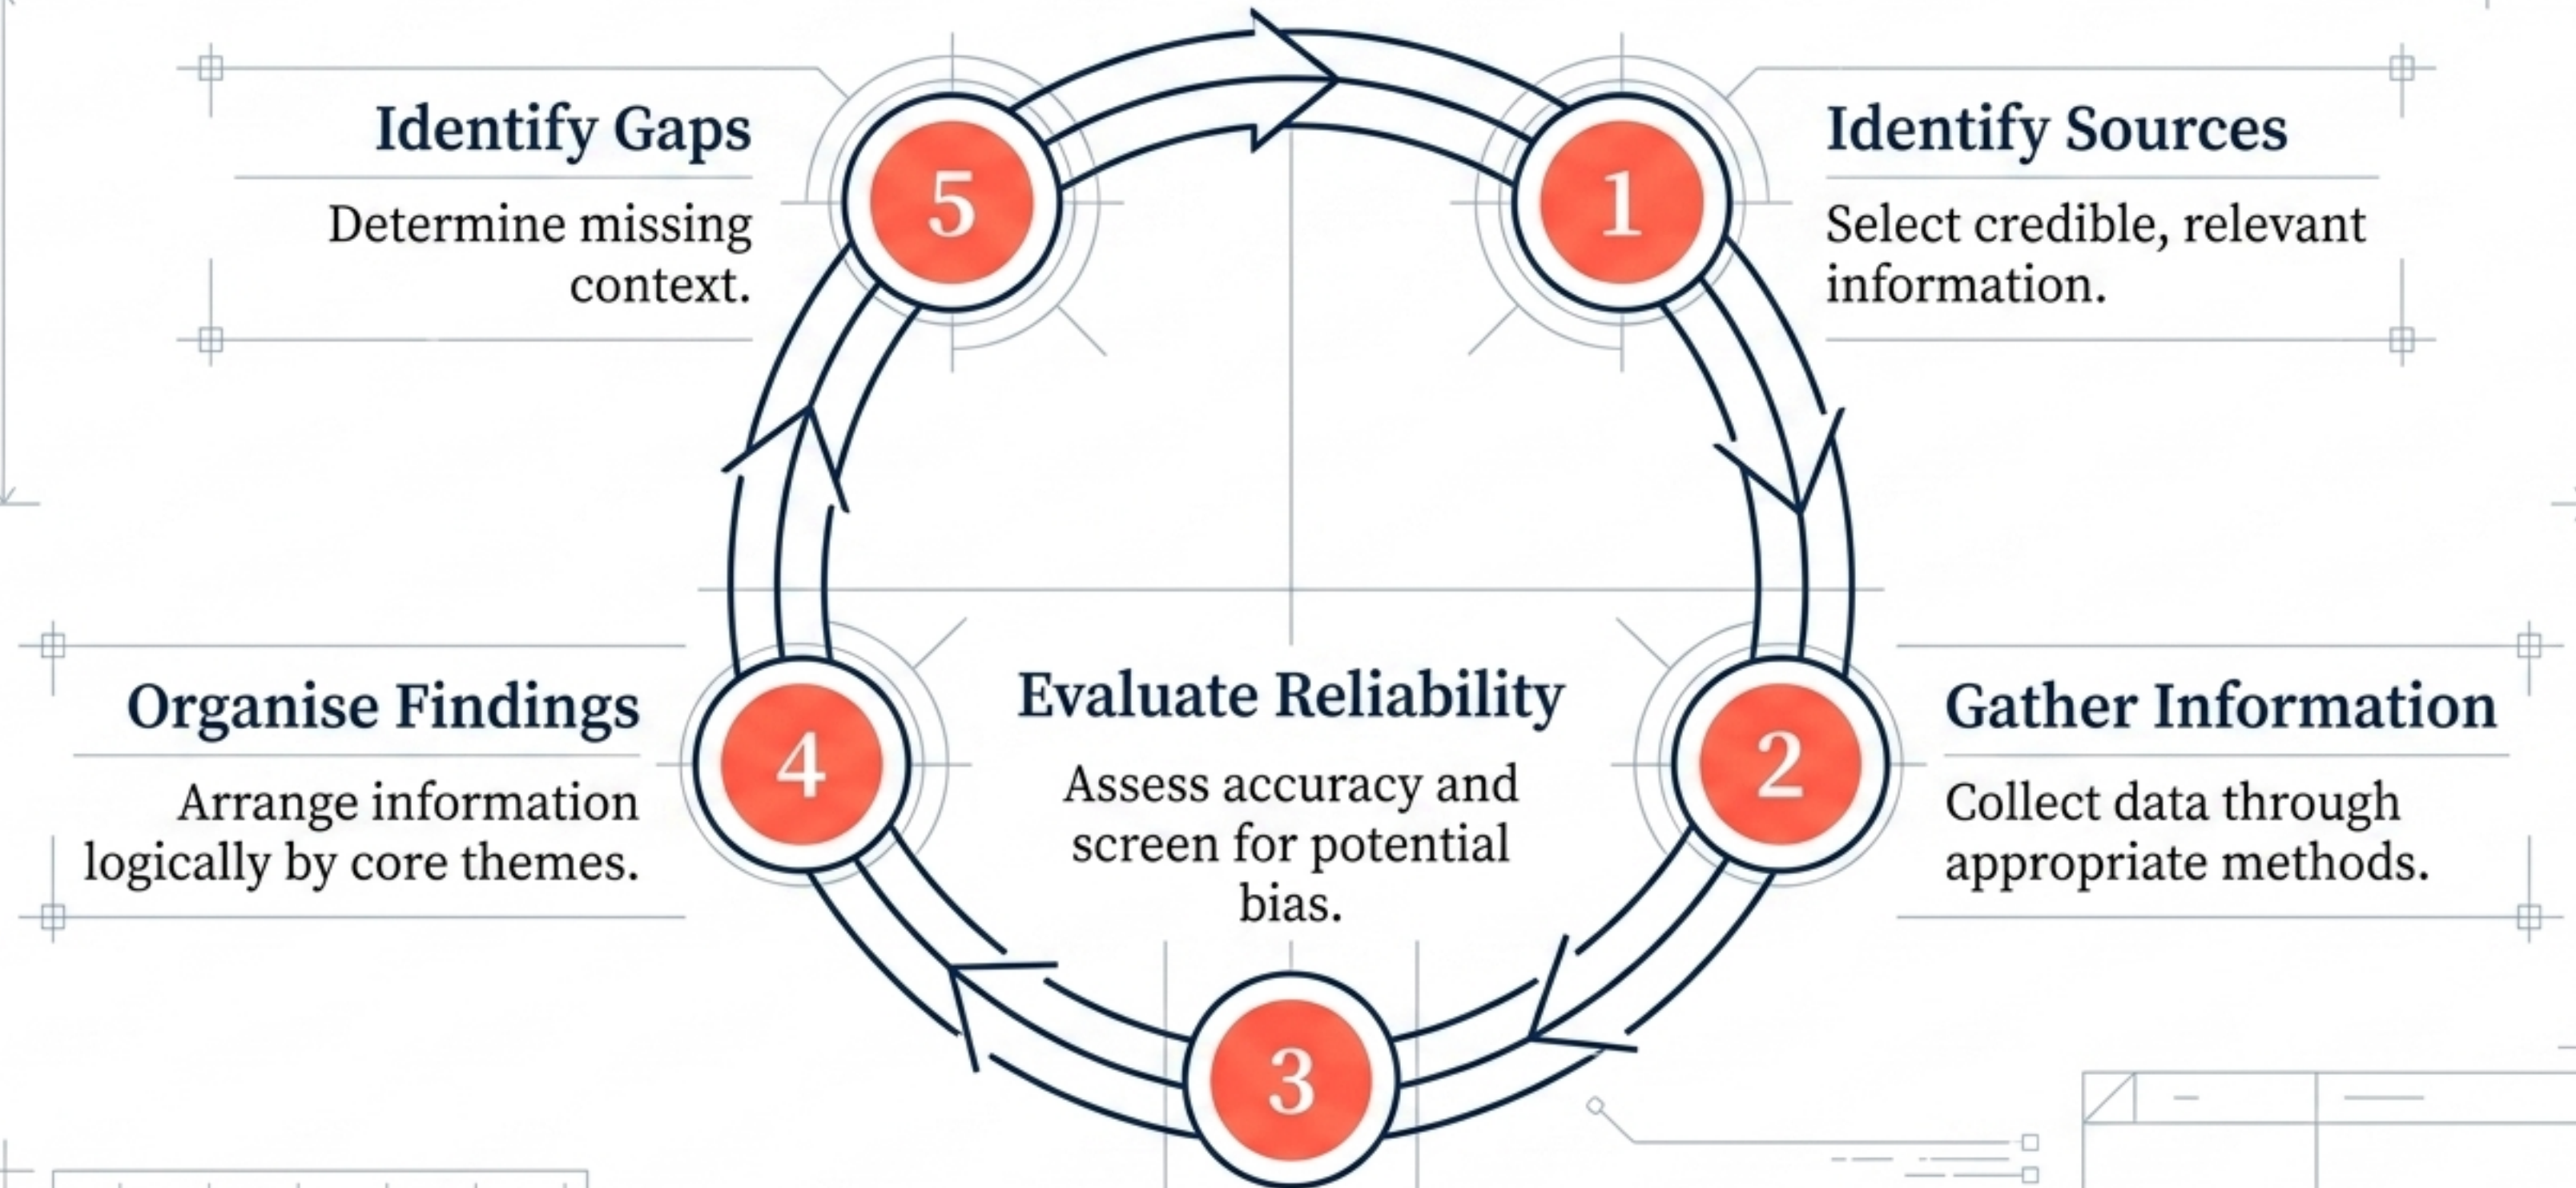 Identify Gaps
Determine missing
context.
5
1
Identify Sources
Select credible, relevant
information.
Organise Findings
Arrange information
logically by core themes.
4
Evaluate Reliability
Assess accuracy and
screen for potential
bias.
2
Gather Information
Collect data through
appropriate methods.
3